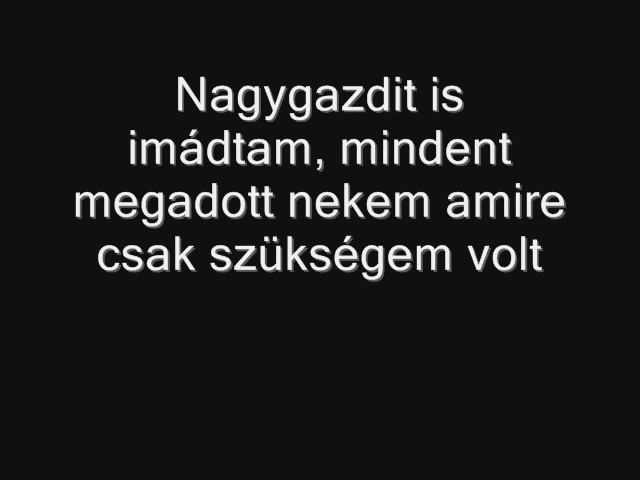 Nagygazdit is
imádtam, mindent
megadott nekem amire
csak szükségem volt